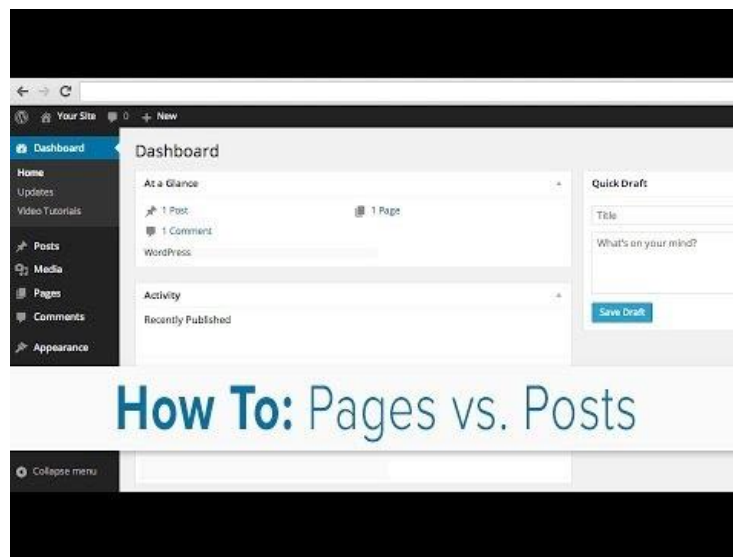 Your Site 0 + New
Dashboard
Home
Updates
Video Tutorials
Posts
Media
Pages
Comments
Appearance
Collapse menu
Dashboard
At a Glance
1 Post
1 Page
1 Comment
WordPress
Activity
Recently Published
Quick Draft
Title
What's on your mind?
Save Draft
How To: Pages vs. Posts